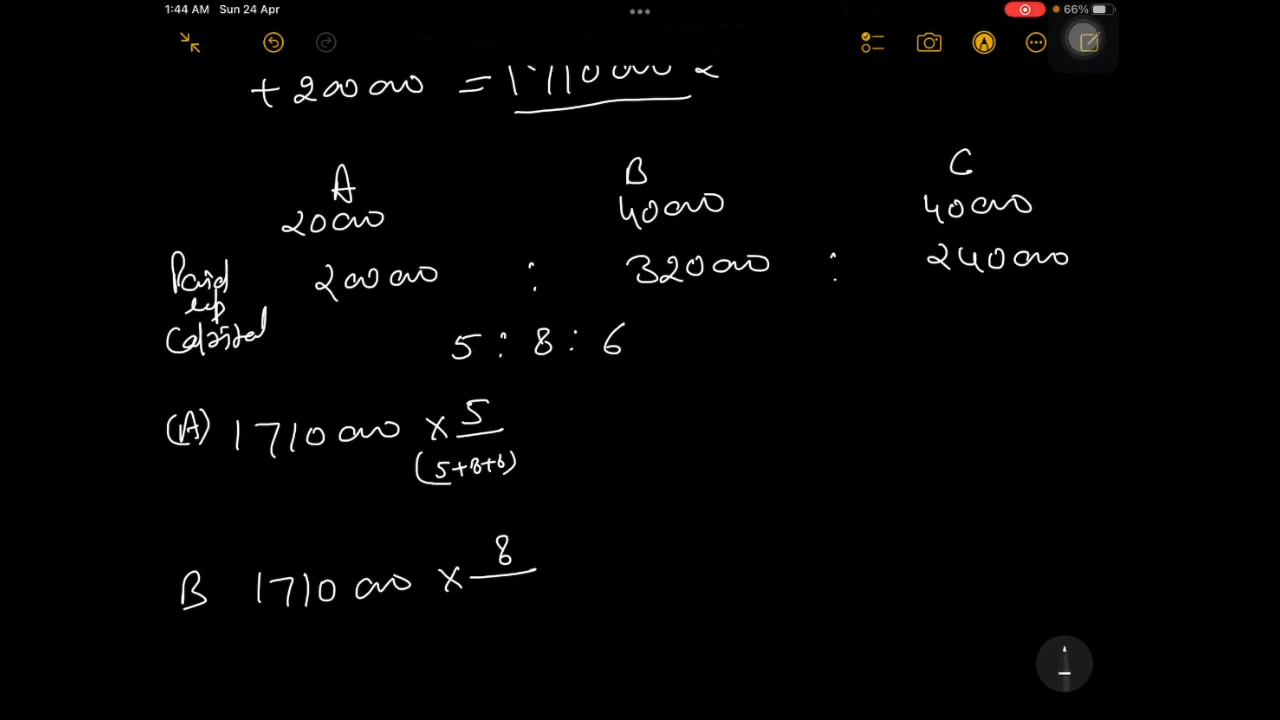 1:44 AM Sun 24 Apr 66%
+ 200000 = 1710000
A B C
20000 40000 40000
Paid 200000 : 320000 : 240000
up
Capital
5 : 8 : 6
(A) 1710000 × 5
(5+8+6)
8
B 1710000 ×